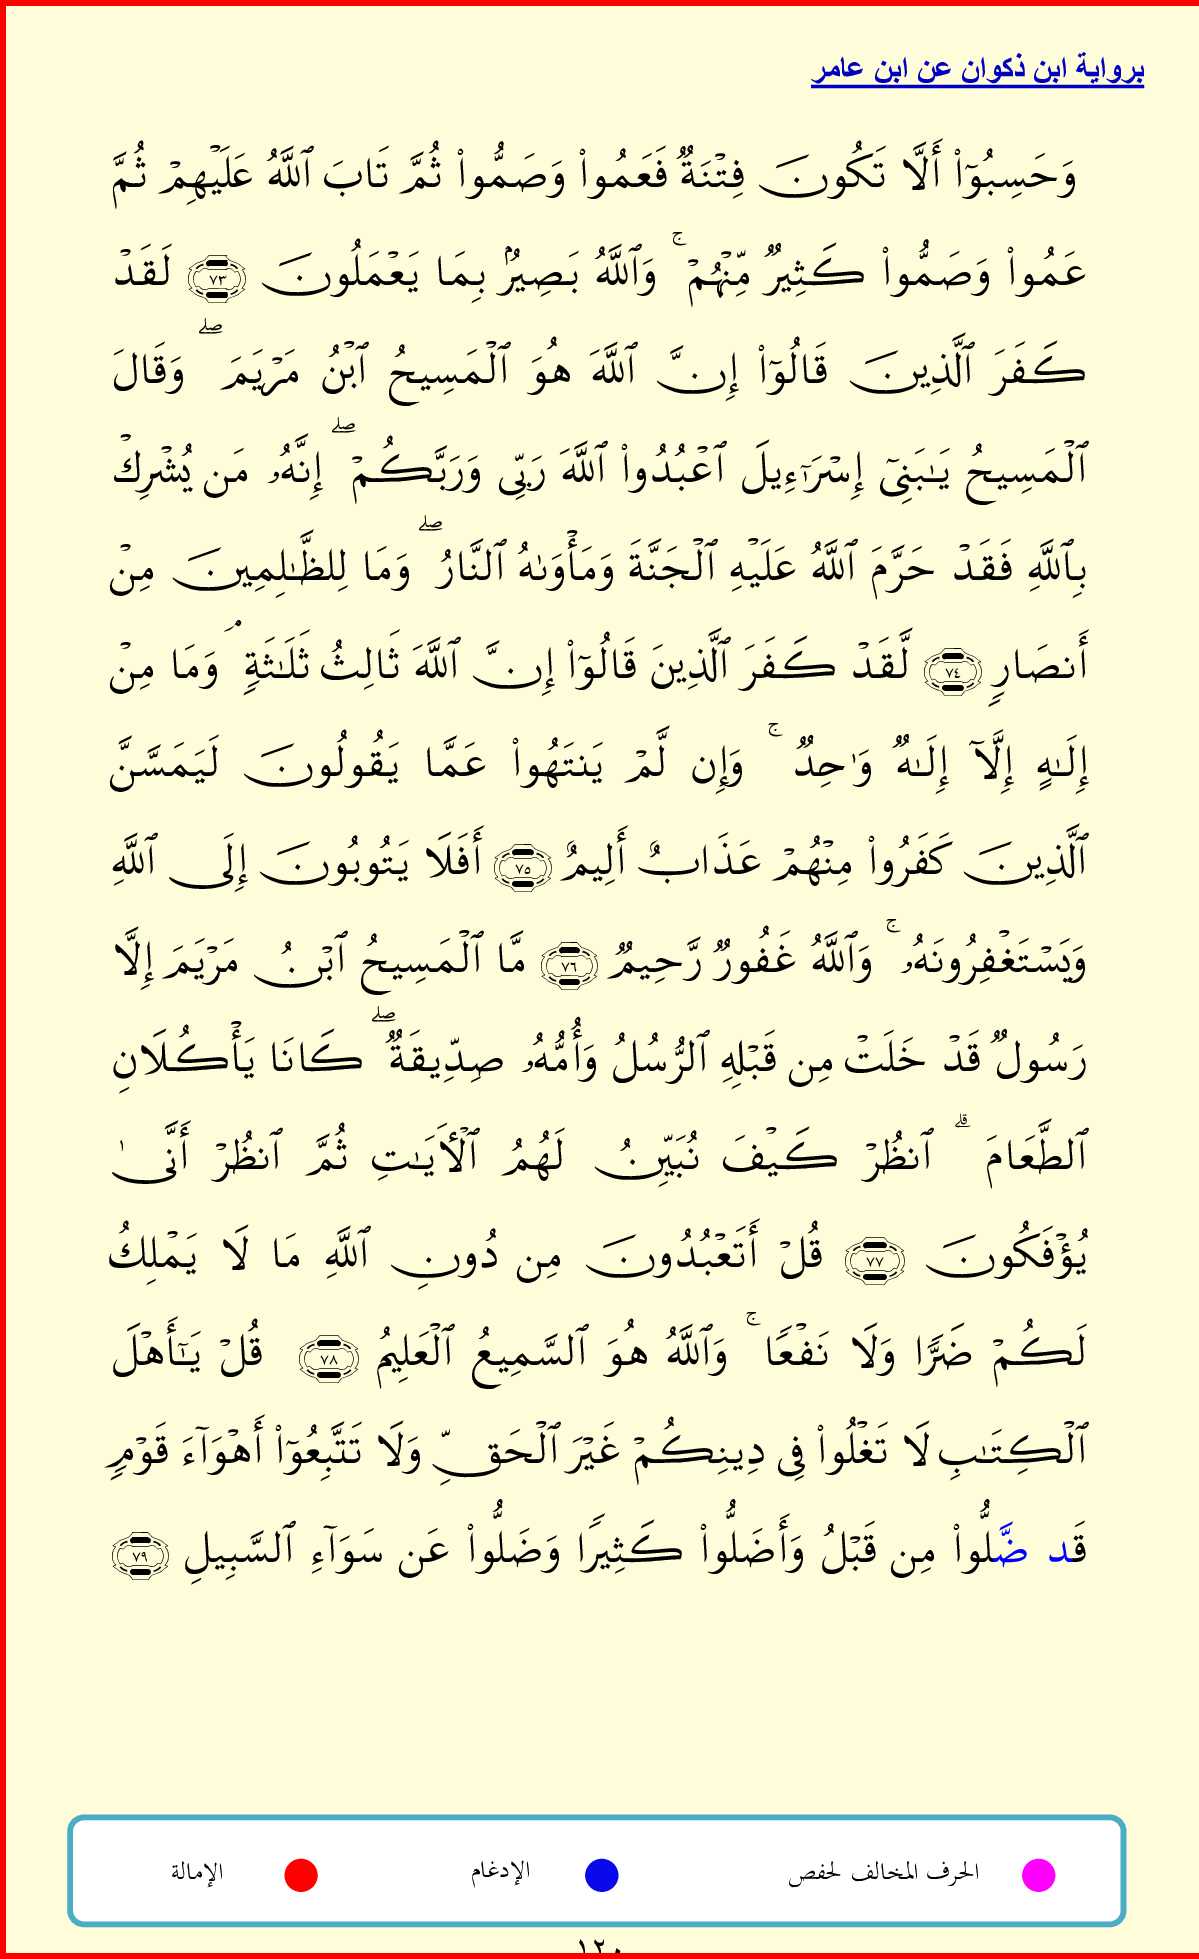 برواية ابن ذكوان عن ابن عامر
وَحَسِبُوٓا۟ أَلَّا تَكُونَ فِتْنَةٌ فَعَمُوا۟ وَصَمُّوا۟ ثُمَّ تَابَ ٱللَّهُ عَلَيْهِمْ ثُمَّ
عَمُوا۟ وَصَمُّوا۟ كَثِيرٌ مِّنْهُمْ ۚ وَٱللَّهُ بَصِيرٌۢ بِمَا يَعْمَلُونَ ٧٣ لَقَدْ
كَفَرَ ٱلَّذِينَ قَالُوٓا۟ إِنَّ ٱللَّهَ هُوَ ٱلْمَسِيحُ ٱبْنُ مَرْيَمَ ۖ وَقَالَ
ٱلْمَسِيحُ يَـٰبَنِىٓ إِسْرَٰٓءِيلَ ٱعْبُدُوا۟ ٱللَّهَ رَبِّى وَرَبَّكُمْ ۖ إِنَّهُۥ مَن يُشْرِكْ
بِٱللَّهِ فَقَدْ حَرَّمَ ٱللَّهُ عَلَيْهِ ٱلْجَنَّةَ وَمَأْوَىٰهُ ٱلنَّارُ ۖ وَمَا لِلظَّـٰلِمِينَ مِنْ
أَنصَارٍ ٧٤ لَّقَدْ كَفَرَ ٱلَّذِينَ قَالُوٓا۟ إِنَّ ٱللَّهَ ثَالِثُ ثَلَـٰثَةٍ ۘ وَمَا مِنْ
إِلَـٰهٍ إِلَّآ إِلَـٰهٌ وَٰحِدٌ ۚ وَإِن لَّمْ يَنتَهُوا۟ عَمَّا يَقُولُونَ لَيَمَسَّنَّ
ٱلَّذِينَ كَفَرُوا۟ مِنْهُمْ عَذَابٌ أَلِيمٌ ٧٥ أَفَلَا يَتُوبُونَ إِلَى ٱللَّهِ
وَيَسْتَغْفِرُونَهُۥ ۚ وَٱللَّهُ غَفُورٌ رَّحِيمٌ ٧٦ مَّا ٱلْمَسِيحُ ٱبْنُ مَرْيَمَ إِلَّا
رَسُولٌ قَدْ خَلَتْ مِن قَبْلِهِ ٱلرُّسُلُ وَأُمُّهُۥ صِدِّيقَةٌ ۖ كَانَا يَأْكُلَانِ
ٱلطَّعَامَ ۗ ٱنظُرْ كَيْفَ نُبَيِّنُ لَهُمُ ٱلْـَٔايَـٰتِ ثُمَّ ٱنظُرْ أَنَّىٰ
يُؤْفَكُونَ ٧٧ قُلْ أَتَعْبُدُونَ مِن دُونِ ٱللَّهِ مَا لَا يَمْلِكُ
لَكُمْ ضَرًّا وَلَا نَفْعًا ۚ وَٱللَّهُ هُوَ ٱلسَّمِيعُ ٱلْعَلِيمُ ٧٨ قُلْ يَـٰٓأَهْلَ
ٱلْكِتَـٰبِ لَا تَغْلُوا۟ فِى دِينِكُمْ غَيْرَ ٱلْحَقِّ وَلَا تَتَّبِعُوٓا۟ أَهْوَآءَ قَوْمٍ
قَد ضَّلُّوا۟ مِن قَبْلُ وَأَضَلُّوا۟ كَثِيرًا وَضَلُّوا۟ عَن سَوَآءِ ٱلسَّبِيلِ ٧٩
الحرف المخالف لحفص الإدغام الإمالة
١٢٠